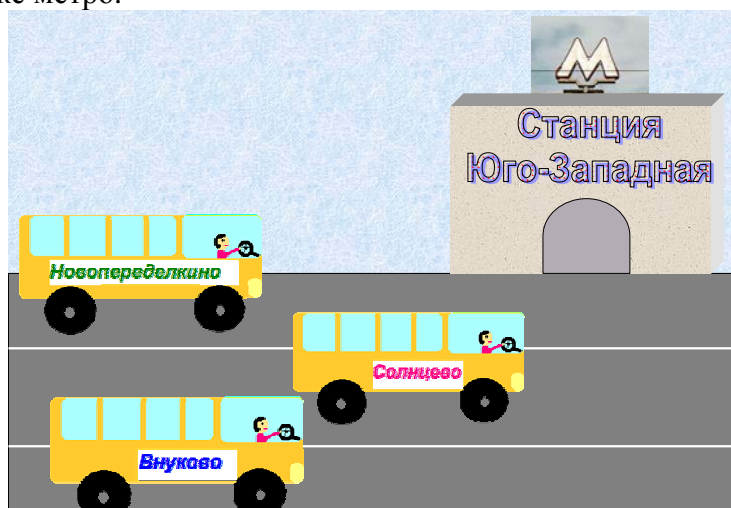 ке метро.
М
Станция
Юго-Западная
Новопеределкино
Солнцево
Внуково